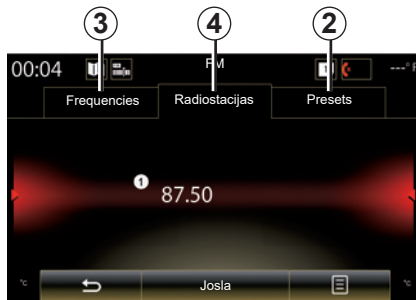 3 4 2
00:04 FM ---° F
Frequencies Radiostacijas Presets
1 87.50
°C Josla °C